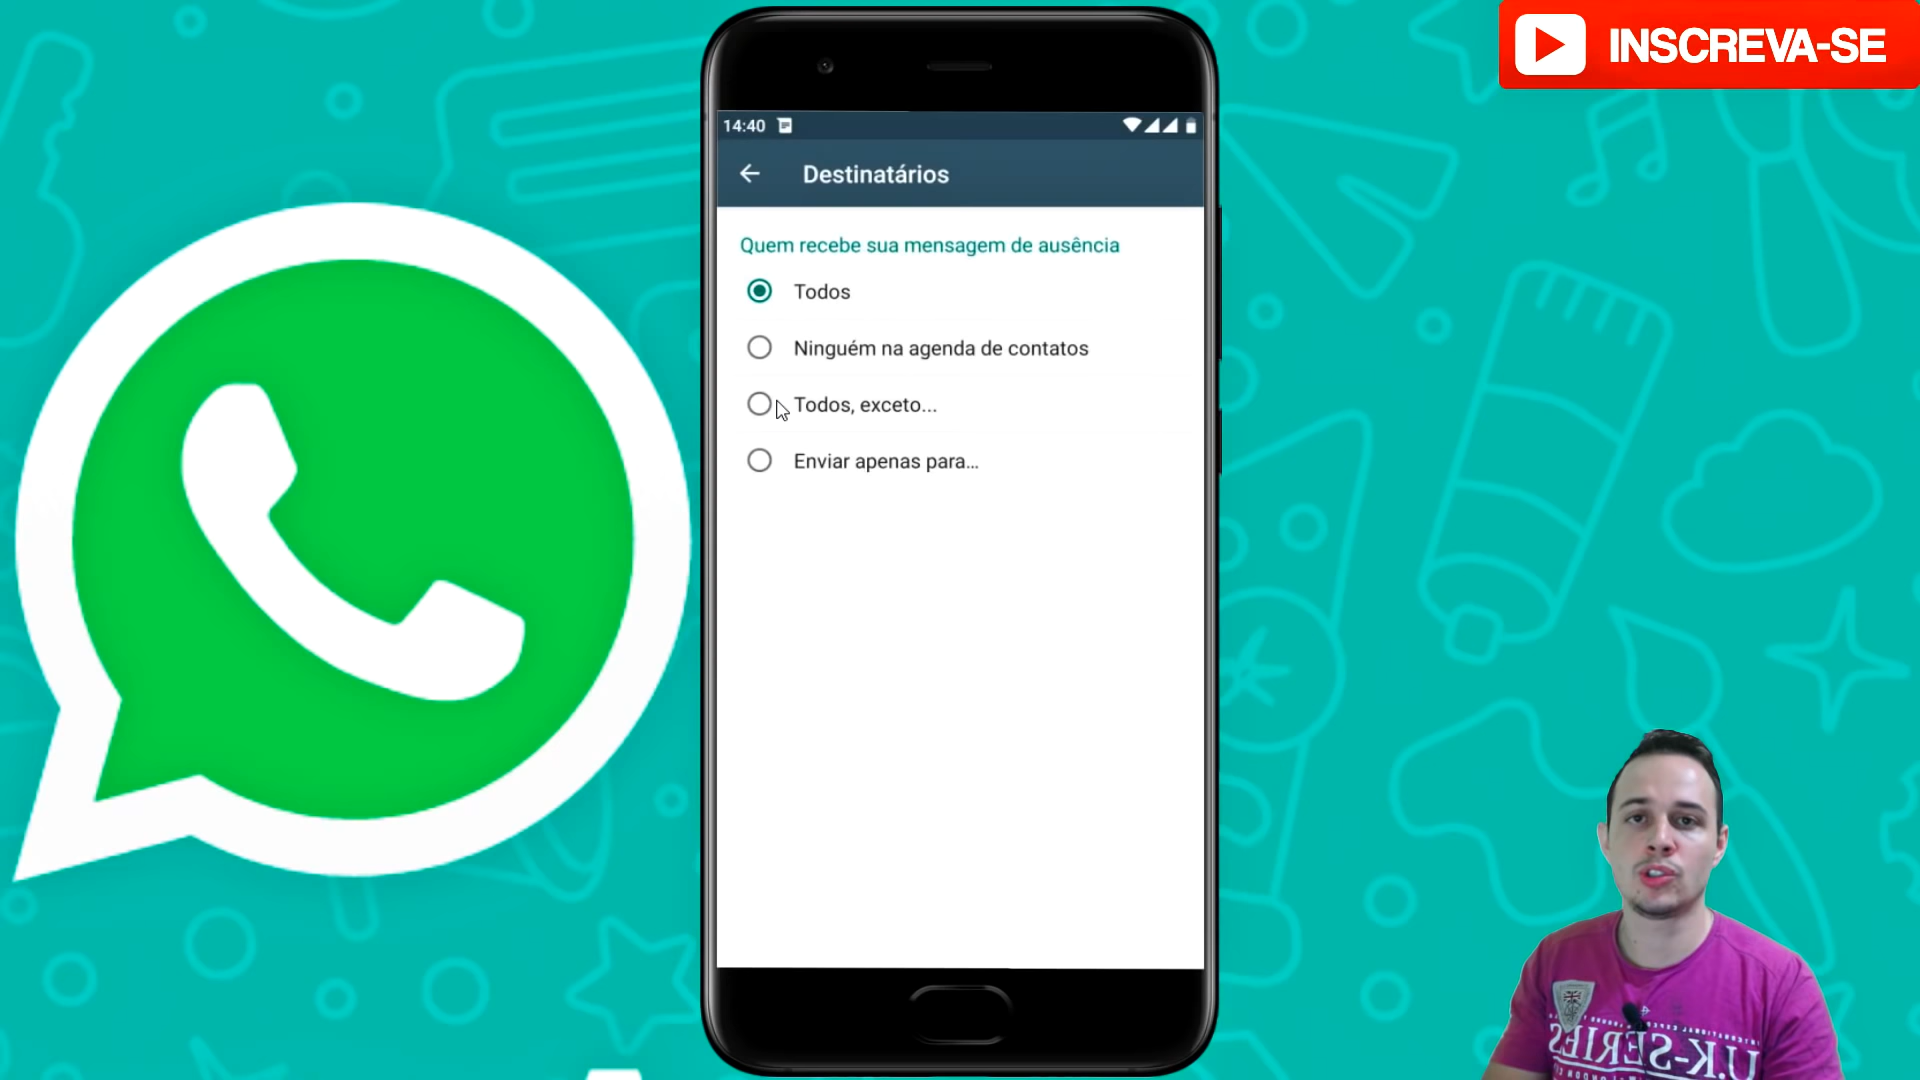 INSCREVA-SE
14:40
Destinatários
Quem recebe sua mensagem de ausência
Todos
Ninguém na agenda de contatos
Todos, exceto...
Enviar apenas para...
U.K-SERIES